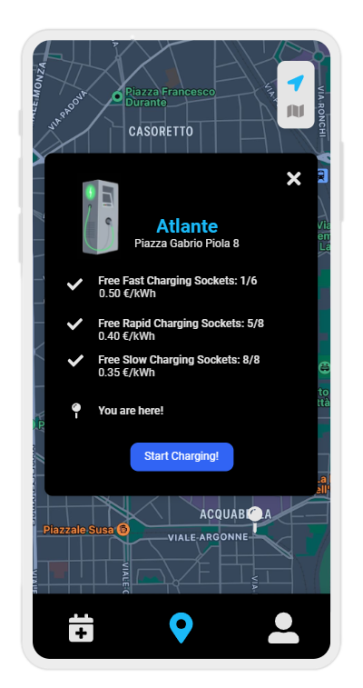 VIALE MONZA
VIA PADOVA
Piazza Francesco
Durante
CASORETTO
VIA RONCHI
Atlante
Piazza Gabrio Piola 8
Free Fast Charging Sockets: 1/6
0.50 €/kWh
Free Rapid Charging Sockets: 5/8
0.40 €/kWh
Free Slow Charging Sockets: 8/8
0.35 €/kWh
You are here!
Start Charging!
ACQUABELLA
Piazzale Susa
VIALE ARGONNE